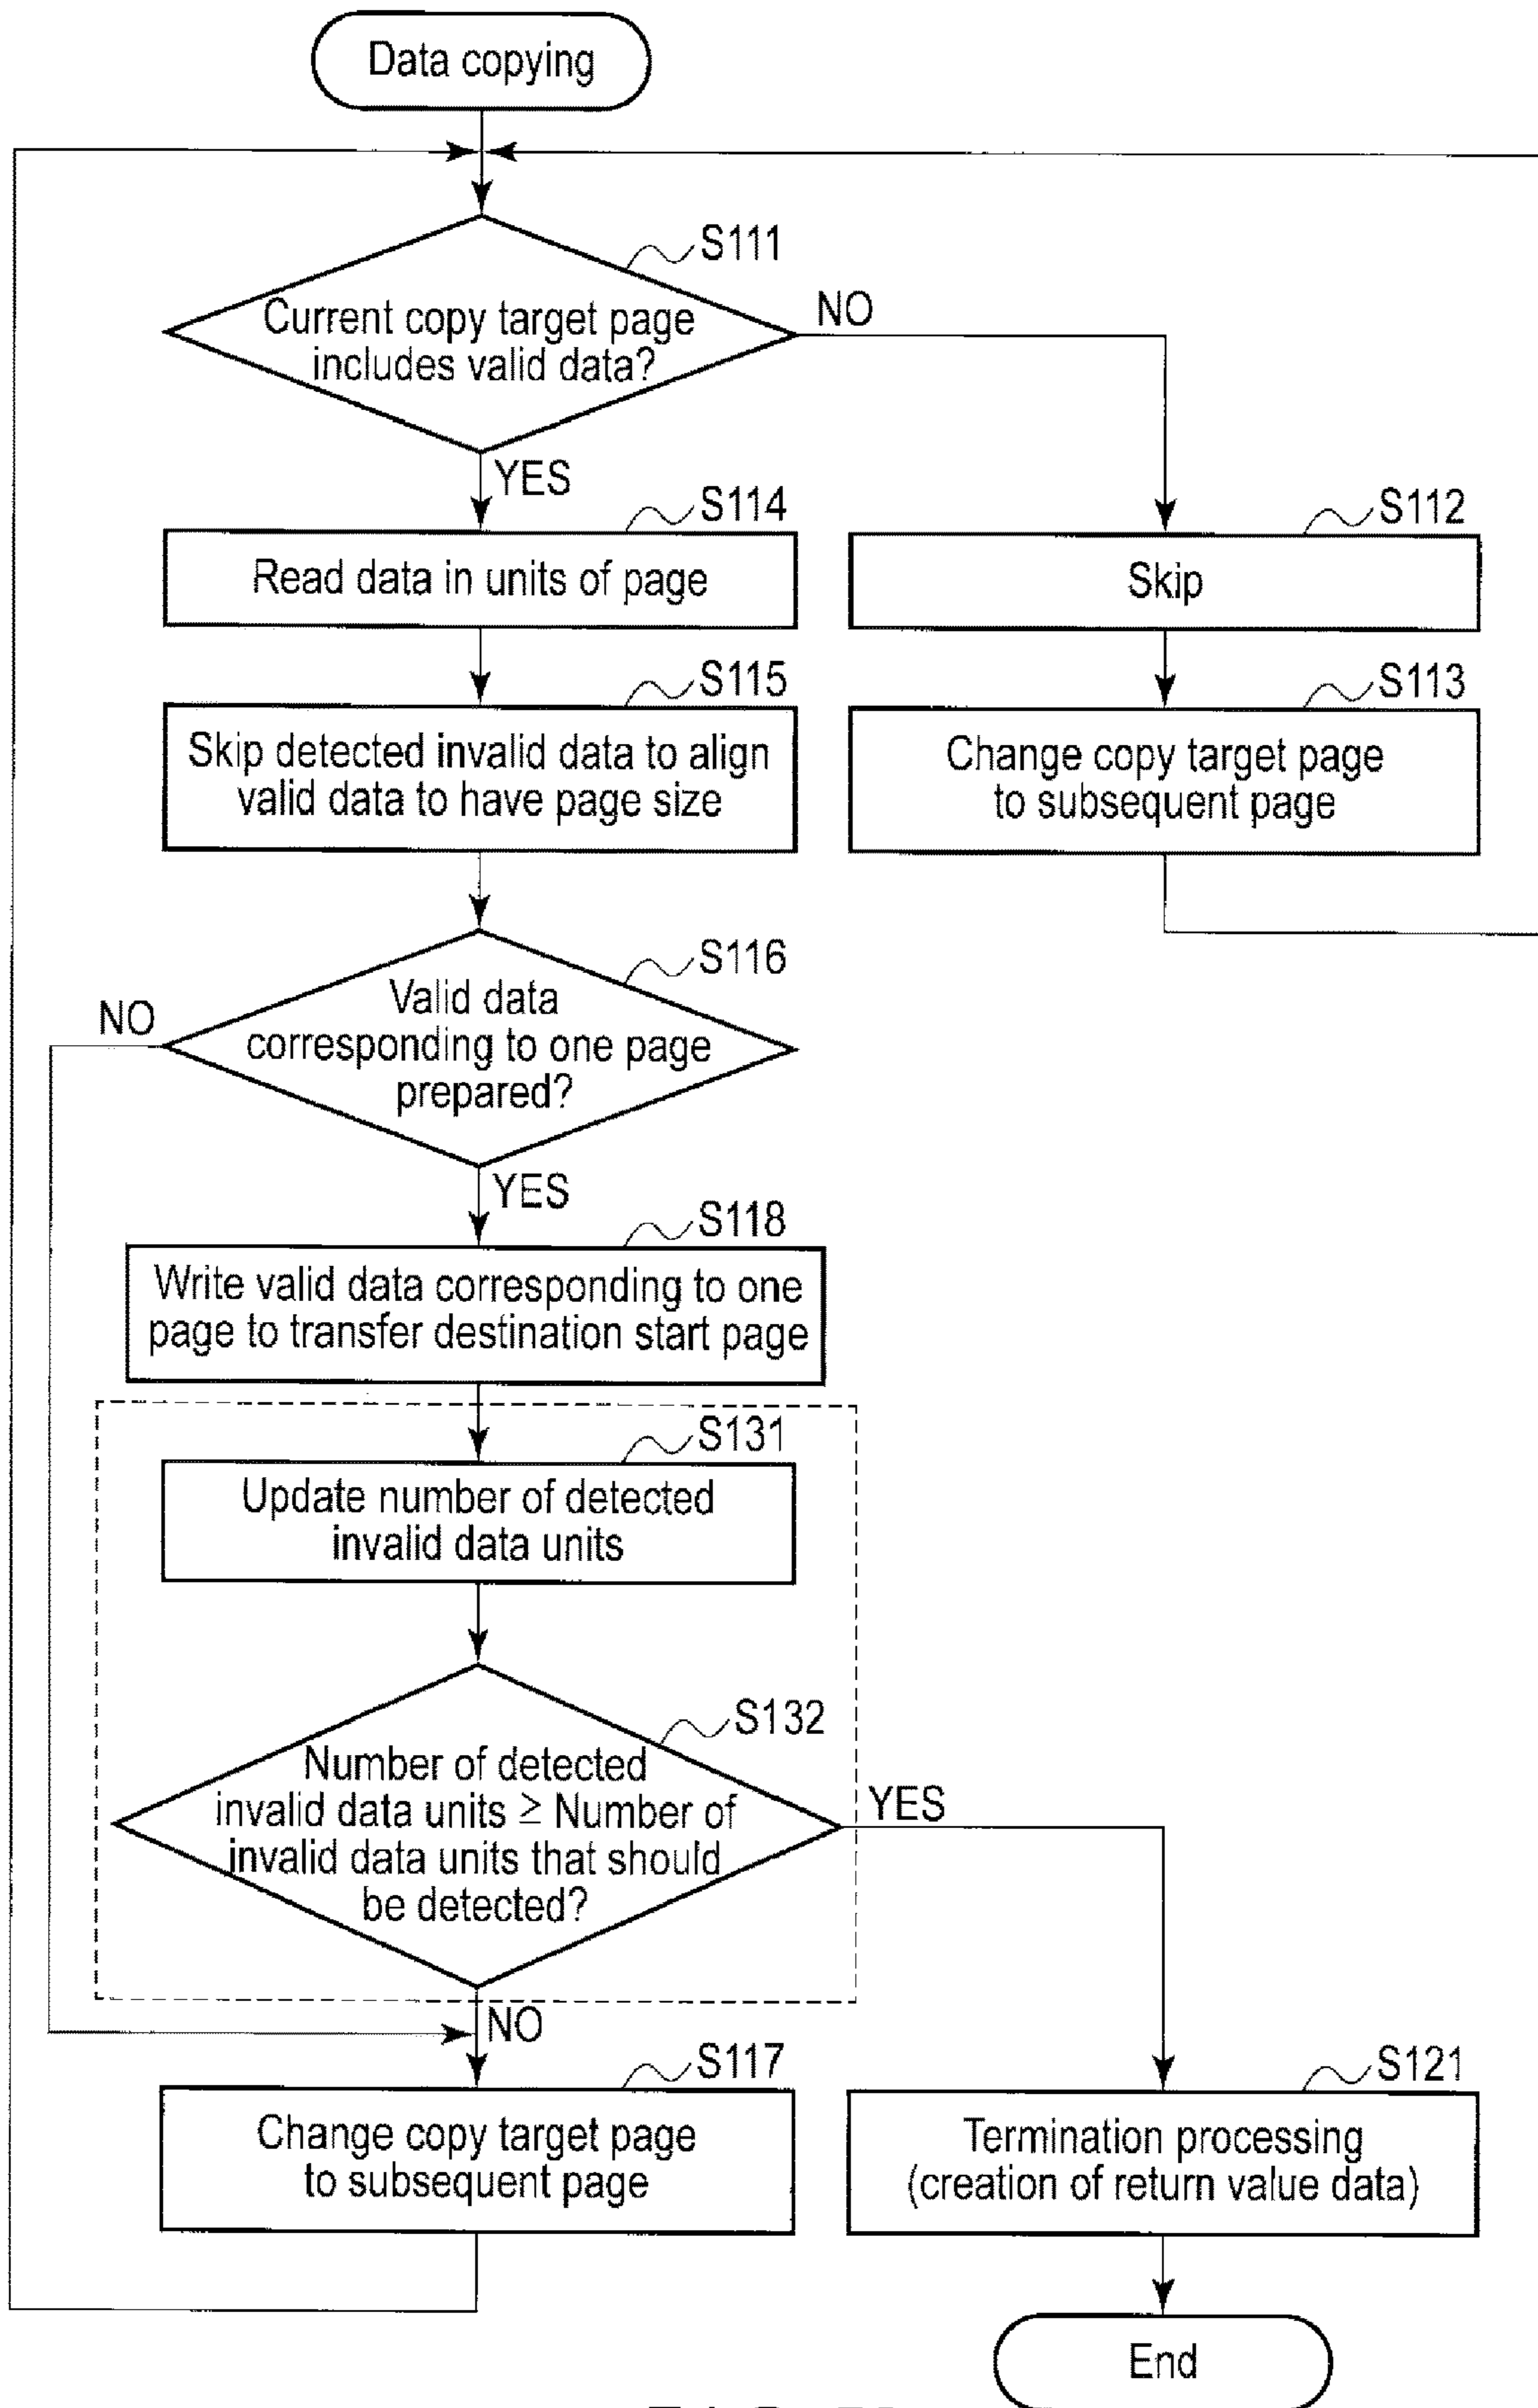 Data copying
S111
Current copy target page
includes valid data?
NO
YES
S114
Read data in units of page
S112
Skip
S115
Skip detected invalid data to align
valid data to have page size
S113
Change copy target page
to subsequent page
S116
Valid data
corresponding to one page
prepared?
NO
YES
S118
Write valid data corresponding to one
page to transfer destination start page
S131
Update number of detected
invalid data units
S132
Number of detected
invalid data units ≥ Number of
invalid data units that should
be detected?
YES
NO
S117
Change copy target page
to subsequent page
S121
Termination processing
(creation of return value data)
End